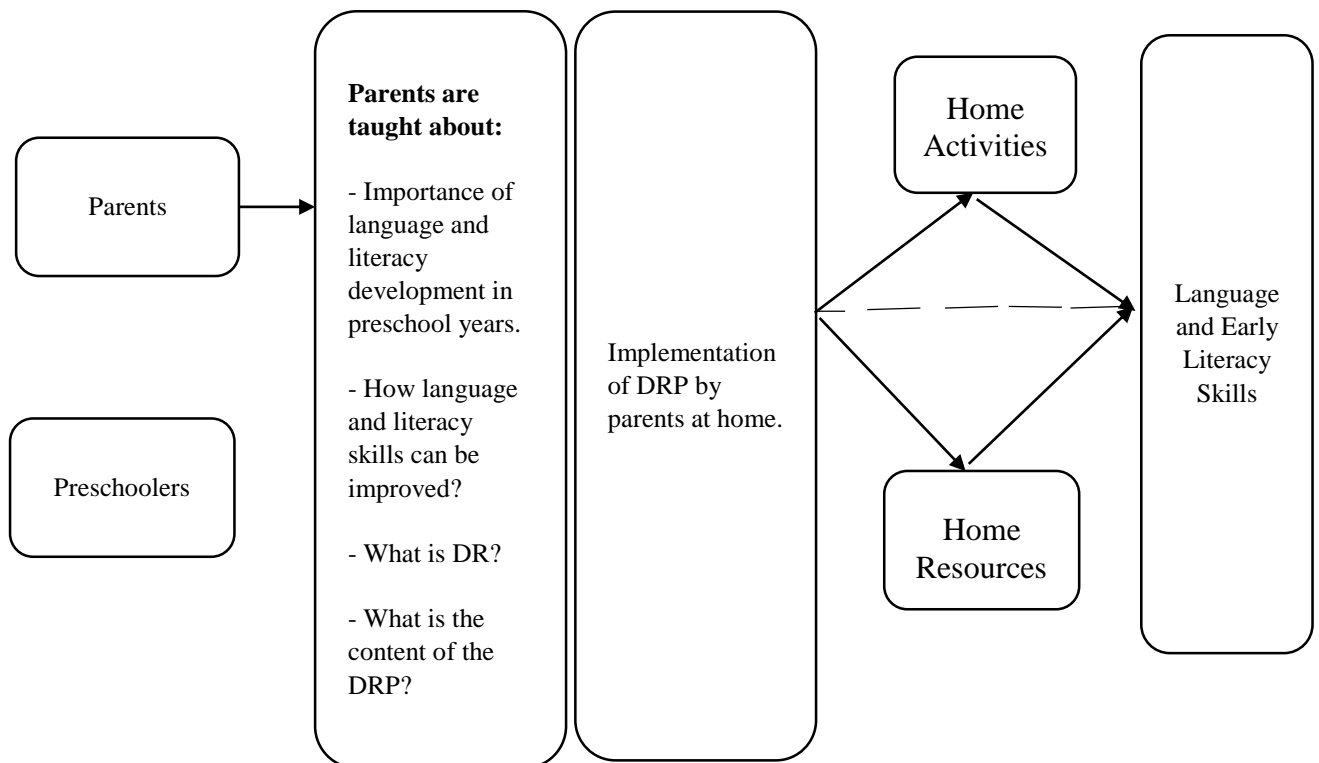 Parents
Preschoolers
Parents are
taught about:
- Importance of
language and
literacy
development in
preschool years.
- How language
and literacy
skills can be
improved?
- What is DR?
- What is the
content of the
DRP?
Implementation
of DRP by
parents at home.
Home
Activities
Home
Resources
Language
and Early
Literacy
Skills